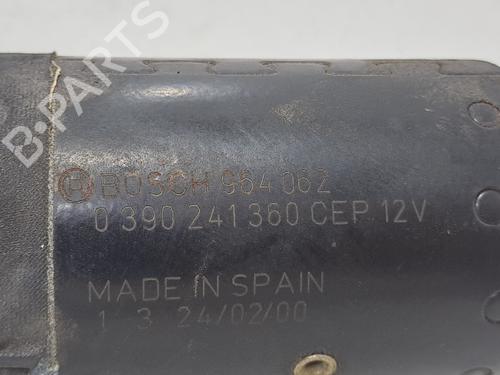 BOSCH 964 062
0 390 241 360 CEP 12V
MADE IN SPAIN
1 3 24/02/00
B-PARTS